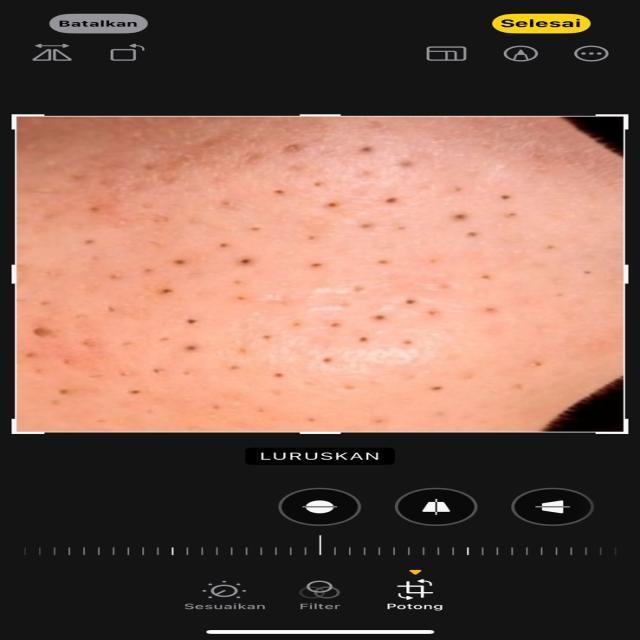 Batalkan
Selesai
LURUSKAN
Sesuaikan
Filter
Potong